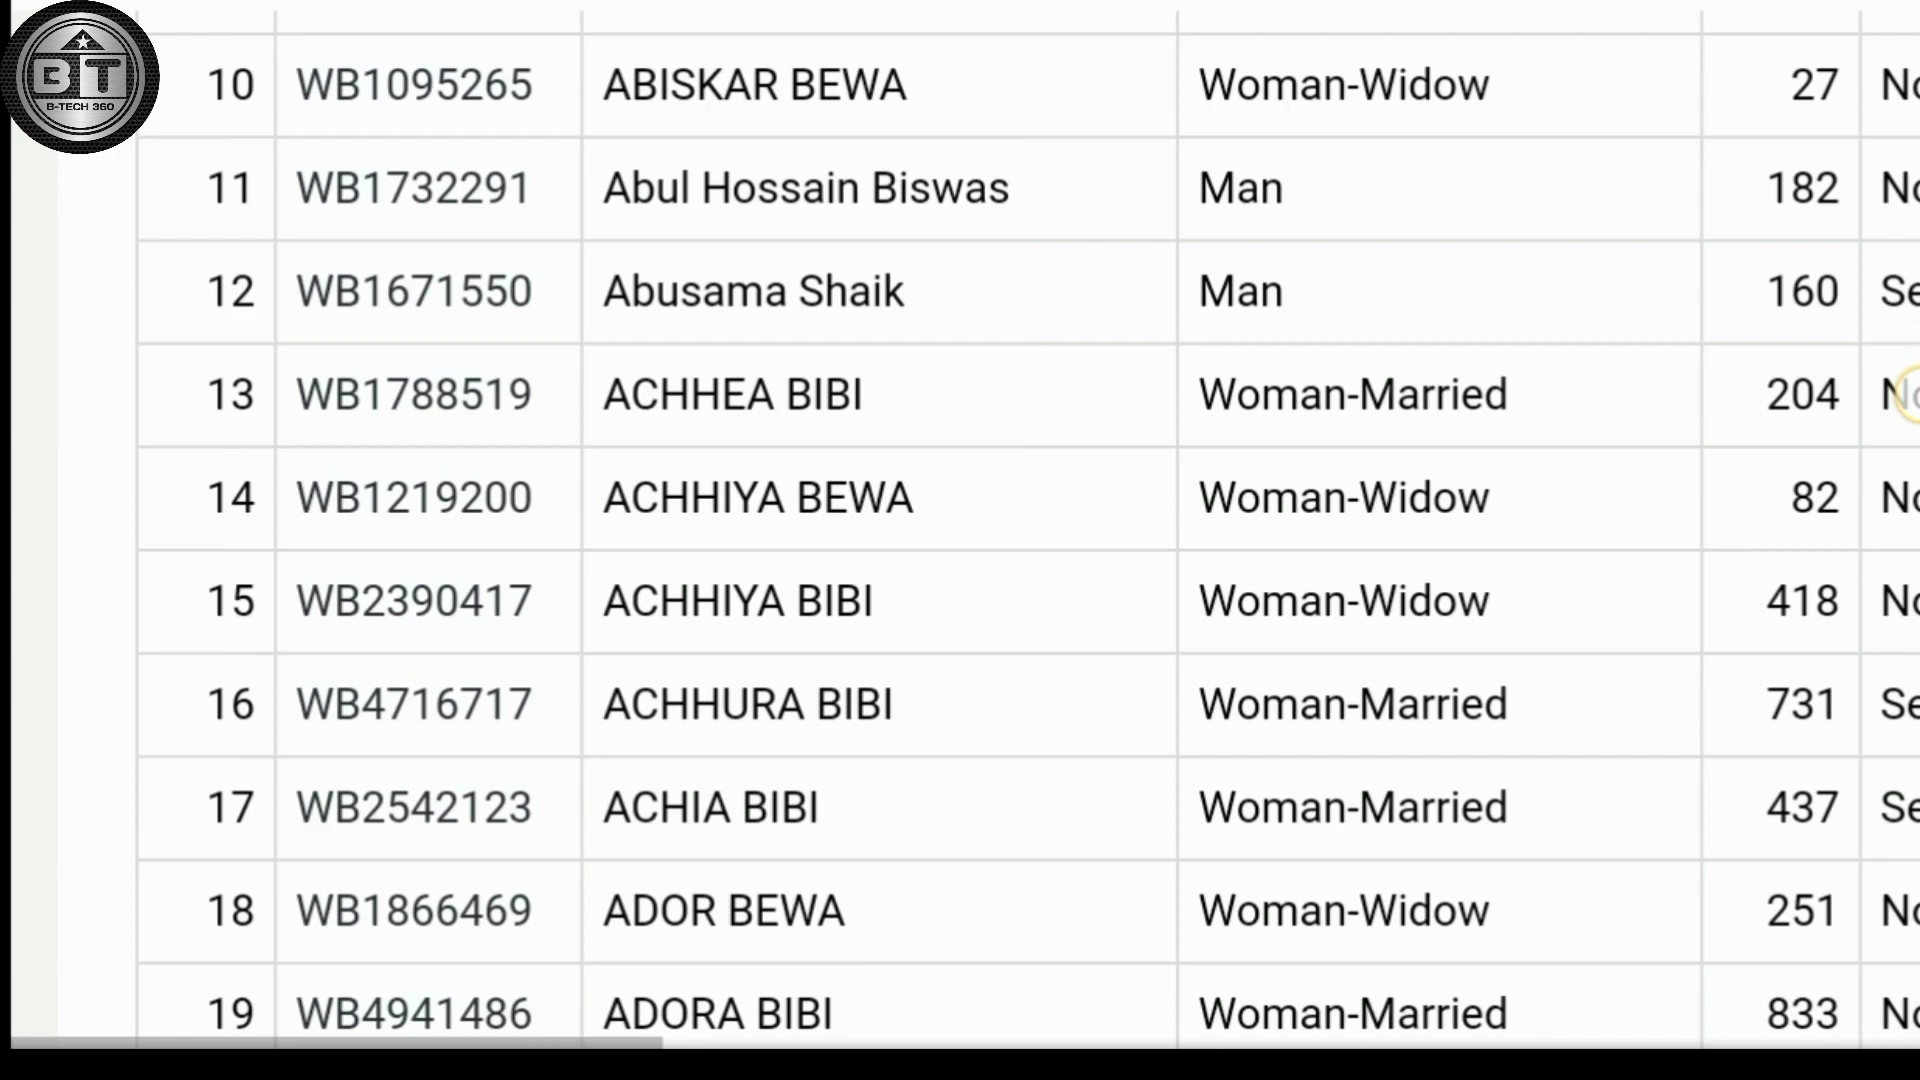 BT
B-TECH 360
10 WB1095265 ABISKAR BEWA Woman-Widow 27 No
11 WB1732291 Abul Hossain Biswas Man 182 No
12 WB1671550 Abusama Shaik Man 160 Se
13 WB1788519 ACHHEA BIBI Woman-Married 204 No
14 WB1219200 ACHHIYA BEWA Woman-Widow 82 No
15 WB2390417 ACHHIYA BIBI Woman-Widow 418 No
16 WB4716717 ACHHURA BIBI Woman-Married 731 Se
17 WB2542123 ACHIA BIBI Woman-Married 437 Se
18 WB1866469 ADOR BEWA Woman-Widow 251 No
19 WB4941486 ADORA BIBI Woman-Married 833 No